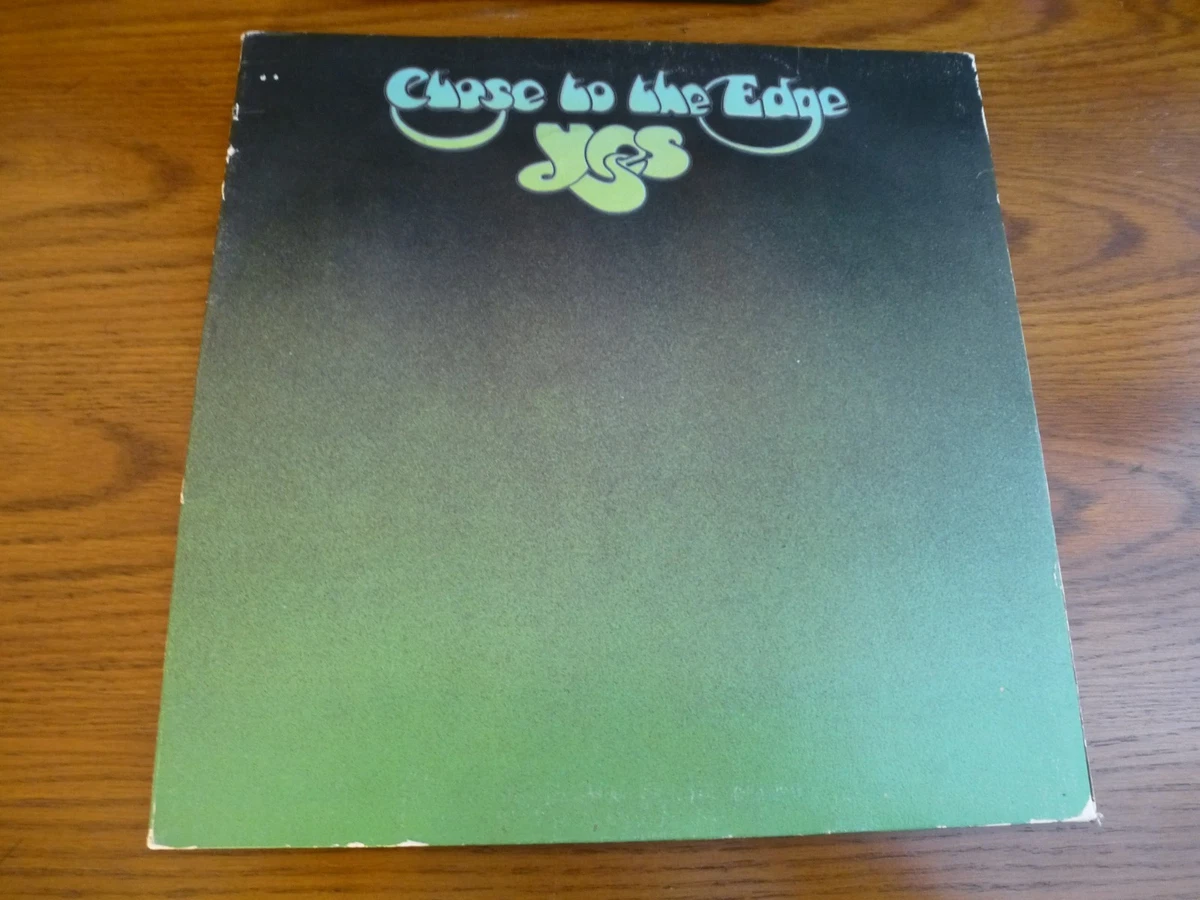 Close to the Edge
Yes